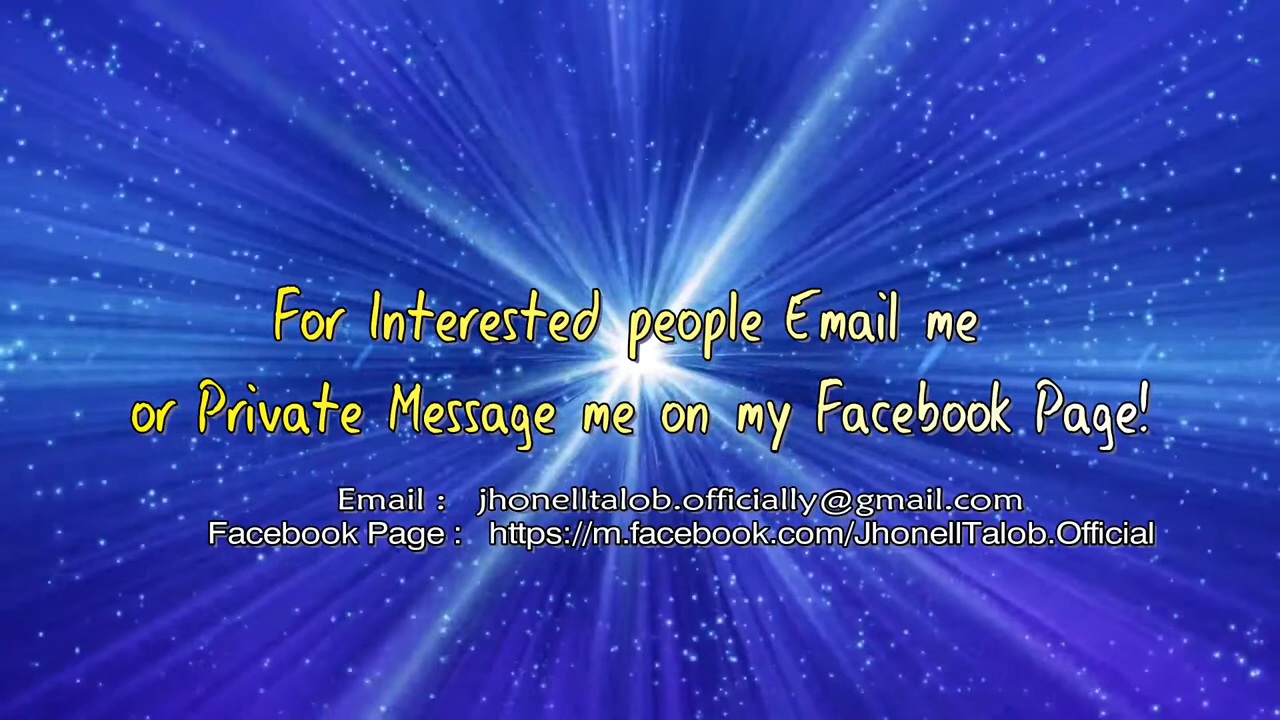 For Interested people Email me
or Private Message me on my Facebook Page!
Email : jhonelltalob.officially@gmail.com
Facebook Page : https://m.facebook.com/JhonellTalob.Official